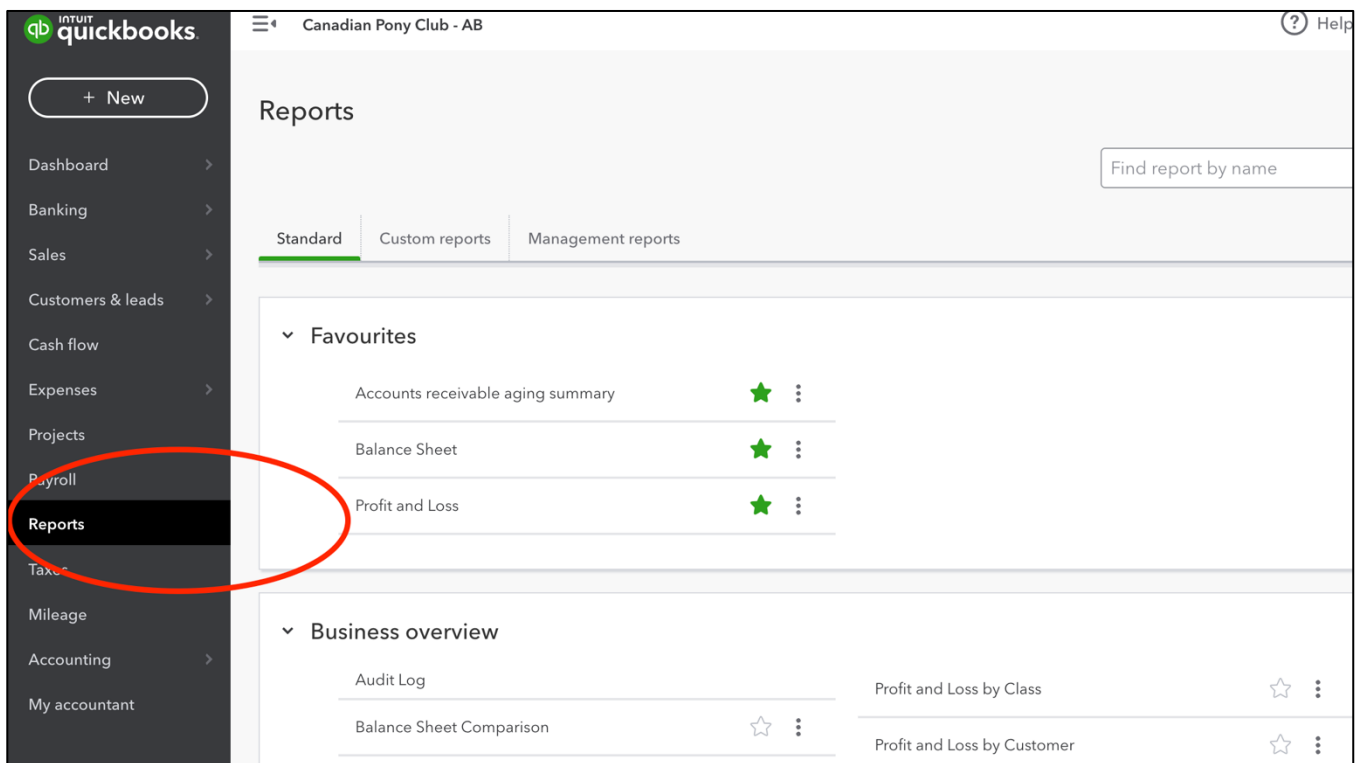 INTUIT
qb quickbooks.
Canadian Pony Club - AB
? Help
+ New
Dashboard
Banking
Sales
Customers & leads
Cash flow
Expenses
Projects
Payroll
Reports
Taxes
Mileage
Accounting
My accountant
Reports
Find report by name
Standard
Custom reports
Management reports
Favourites
Accounts receivable aging summary
Balance Sheet
Profit and Loss
Business overview
Audit Log
Balance Sheet Comparison
Profit and Loss by Class
Profit and Loss by Customer